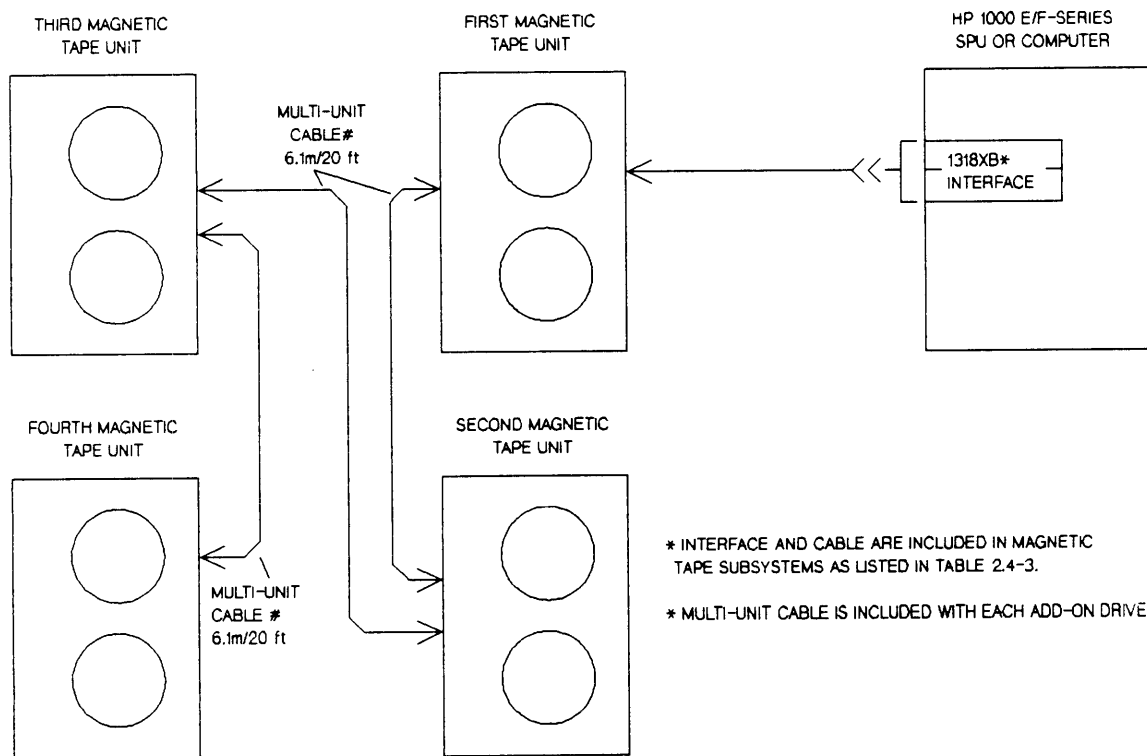 THIRD MAGNETIC
TAPE UNIT
FIRST MAGNETIC
TAPE UNIT
HP 1000 E/F-SERIES
SPU OR COMPUTER
MULTI-UNIT
CABLE#
6.1m/20 ft
1318XB*
INTERFACE
FOURTH MAGNETIC
TAPE UNIT
SECOND MAGNETIC
TAPE UNIT
MULTI-UNIT
CABLE #
6.1m/20 ft
* INTERFACE AND CABLE ARE INCLUDED IN MAGNETIC
TAPE SUBSYSTEMS AS LISTED IN TABLE 2.4-3.
* MULTI-UNIT CABLE IS INCLUDED WITH EACH ADD-ON DRIVE